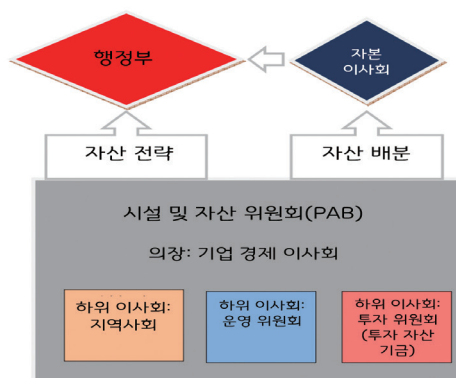 행정부
자본
이사회
자산 전략
자산 배분
시설 및 자산 위원회(PAB)
의장: 기업 경제 이사회
하위 이사회:
지역사회
하위 이사회:
운영 위원회
하위 이사회:
투자 위원회
(투자 자산
기금)